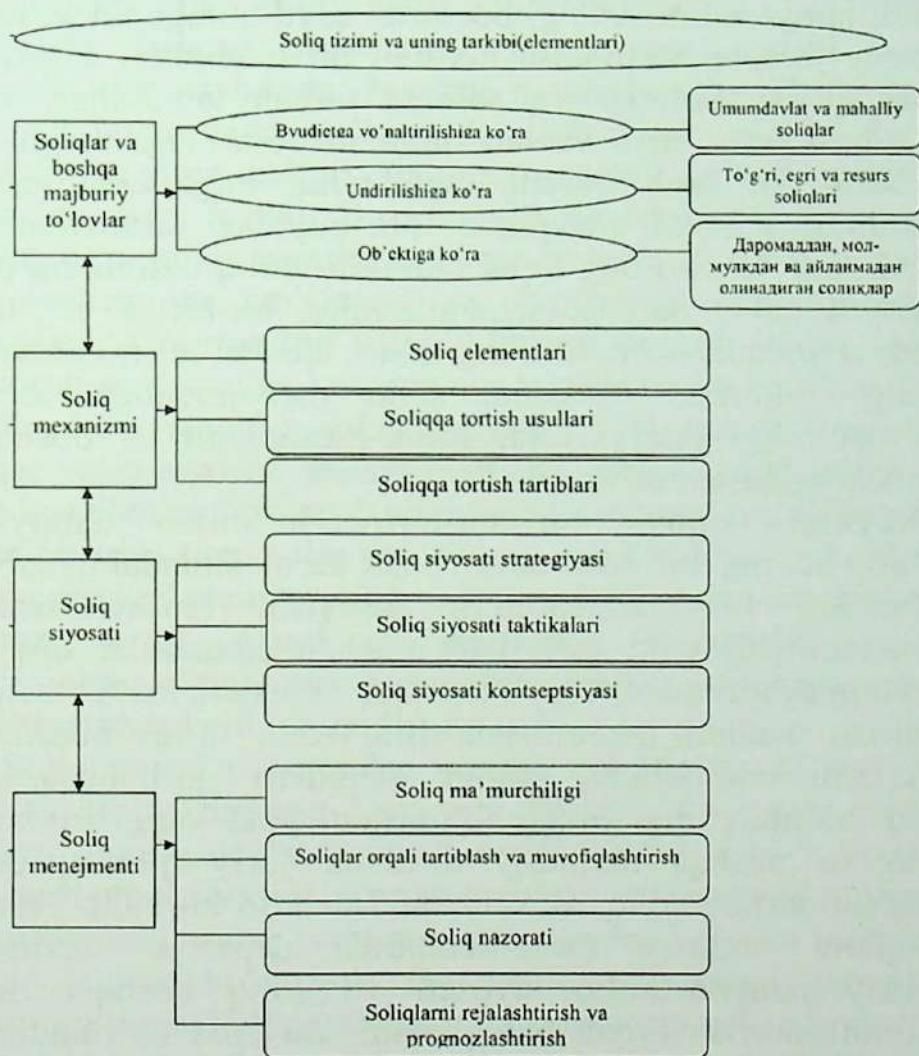 Soliq tizimi va uning tarkibi(elementlari)
Soliqlar va
boshqa
majburiy
to‘lovlar
Bvudietga vo‘naltirilishiga ko‘ra
Umumdavlat va mahalliy
soliqlar
Undirilishiga ko‘ra
To‘g‘ri, egri va resurs
soliqlari
Ob`ektiga ko‘ra
Даромаддан, мол-
мулкдан ва айланмадан
олинадиган соликлар
Soliq
mexanizmi
Soliq elementlari
Soliqqa tortish usullari
Soliqqa tortish tartiblari
Soliq
siyosati
Soliq siyosati strategiyasi
Soliq siyosati taktikalari
Soliq siyosati kontseptsiyasi
Soliq
menejmenti
Soliq ma’murchiligi
Soliqlar orqali tartiblash va muvofiqlashtirish
Soliq nazorati
Soliqlarni rejalashtirish va
prognozlashtirish